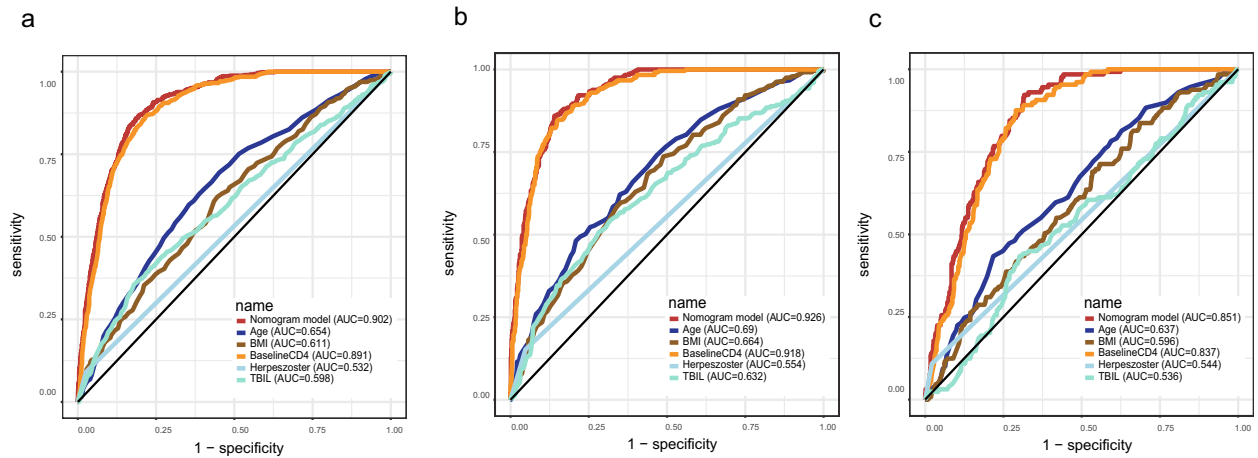 a
sensitivity
1.00
0.75
0.50
0.25
0.00
name
Nomogram model (AUC=0.902)
Age (AUC=0.654)
BMI (AUC=0.611)
BaselineCD4 (AUC=0.891)
Herpeszoster (AUC=0.532)
TBIL (AUC=0.598)
0.00 0.25 0.50 0.75 1.00
1 − specificity
b
sensitivity
1.00
0.75
0.50
0.25
0.00
name
Nomogram model (AUC=0.926)
Age (AUC=0.69)
BMI (AUC=0.664)
BaselineCD4 (AUC=0.918)
Herpeszoster (AUC=0.554)
TBIL (AUC=0.632)
0.00 0.25 0.50 0.75 1.00
1 − specificity
c
sensitivity
1.00
0.75
0.50
0.25
0.00
name
Nomogram model (AUC=0.851)
Age (AUC=0.637)
BMI (AUC=0.596)
BaselineCD4 (AUC=0.837)
Herpeszoster (AUC=0.544)
TBIL (AUC=0.536)
0.00 0.25 0.50 0.75 1.00
1 − specificity